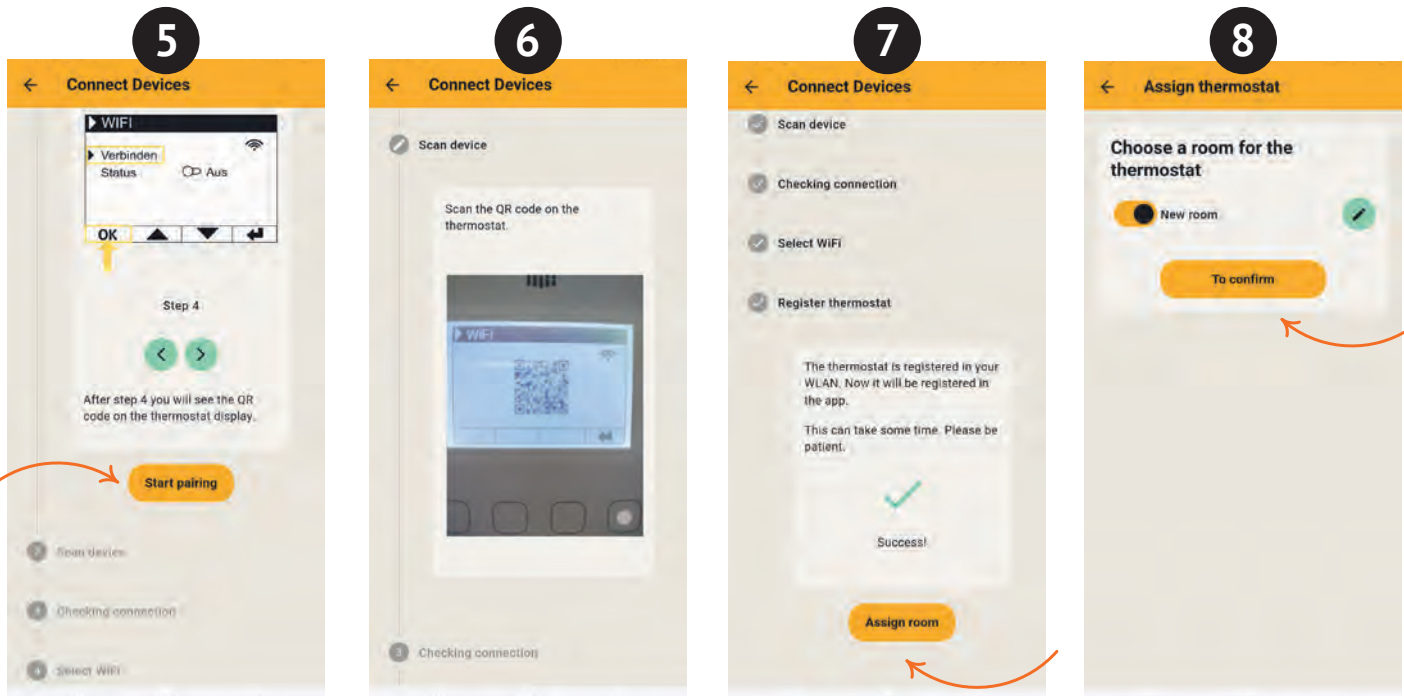 5
Connect Devices
WIFI
Verbinden
Status Aus
OK
Step 4
After step 4 you will see the QR
code on the thermostat display.
Start pairing
2 Scan device
3 Checking connection
4 Select WiFi
6
Connect Devices
Scan device
Scan the QR code on the
thermostat.
WIFI
3 Checking connection
7
Connect Devices
Scan device
Checking connection
Select WiFi
Register thermostat
The thermostat is registered in your
WLAN. Now it will be registered in
the app.
This can take some time. Please be
patient.
Success!
Assign room
8
Assign thermostat
Choose a room for the
thermostat
New room
To confirm